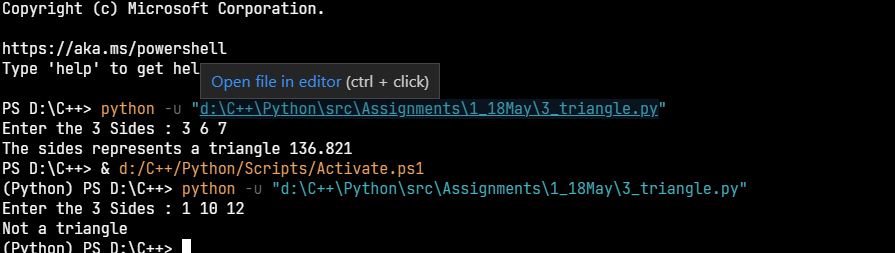 Copyright (c) Microsoft Corporation.
https://aka.ms/powershell
Type 'help' to get hel
Open file in editor (ctrl + click)
PS D:\C++> python -u "d:\C++\Python\src\Assignments\1_18May\3_triangle.py"
Enter the 3 Sides : 3 6 7
The sides represents a triangle 136.821
PS D:\C++> & d:/C++/Python/Scripts/Activate.ps1
(Python) PS D:\C++> python -u "d:\C++\Python\src\Assignments\1_18May\3_triangle.py"
Enter the 3 Sides : 1 10 12
Not a triangle
(Python) PS D:\C++>